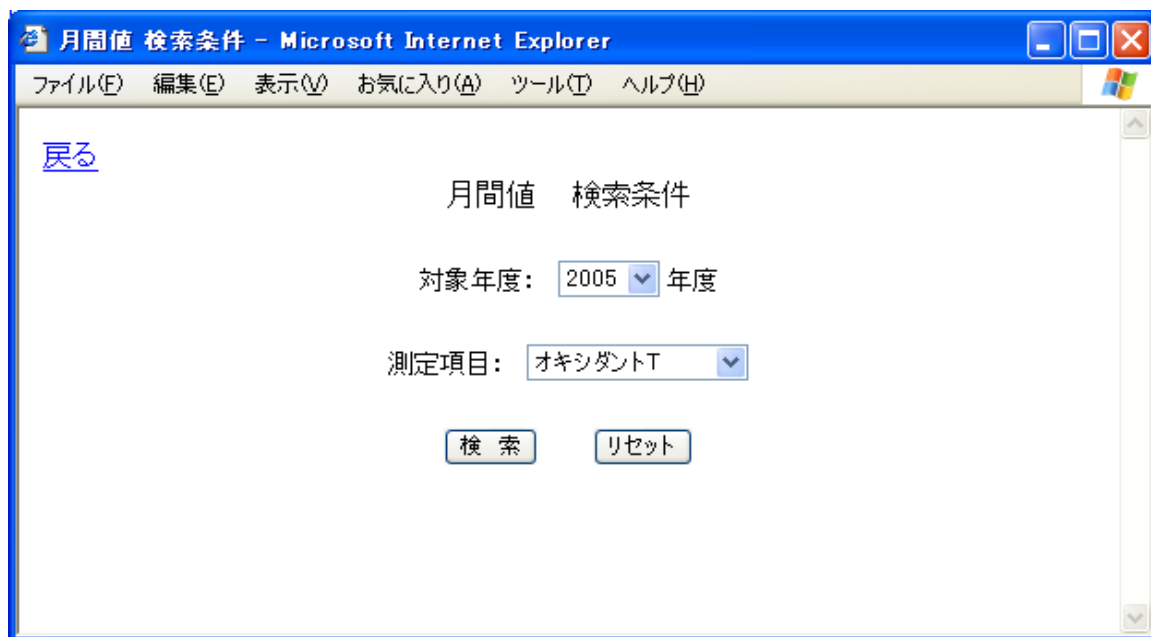 月間値 検索条件 - Microsoft Internet Explorer
ファイル(F) 編集(E) 表示(V) お気に入り(A) ツール(T) ヘルプ(H)
戻る
月間値 検索条件
対象年度: 2005 年度
測定項目: オキシダントT
検 索 リセット